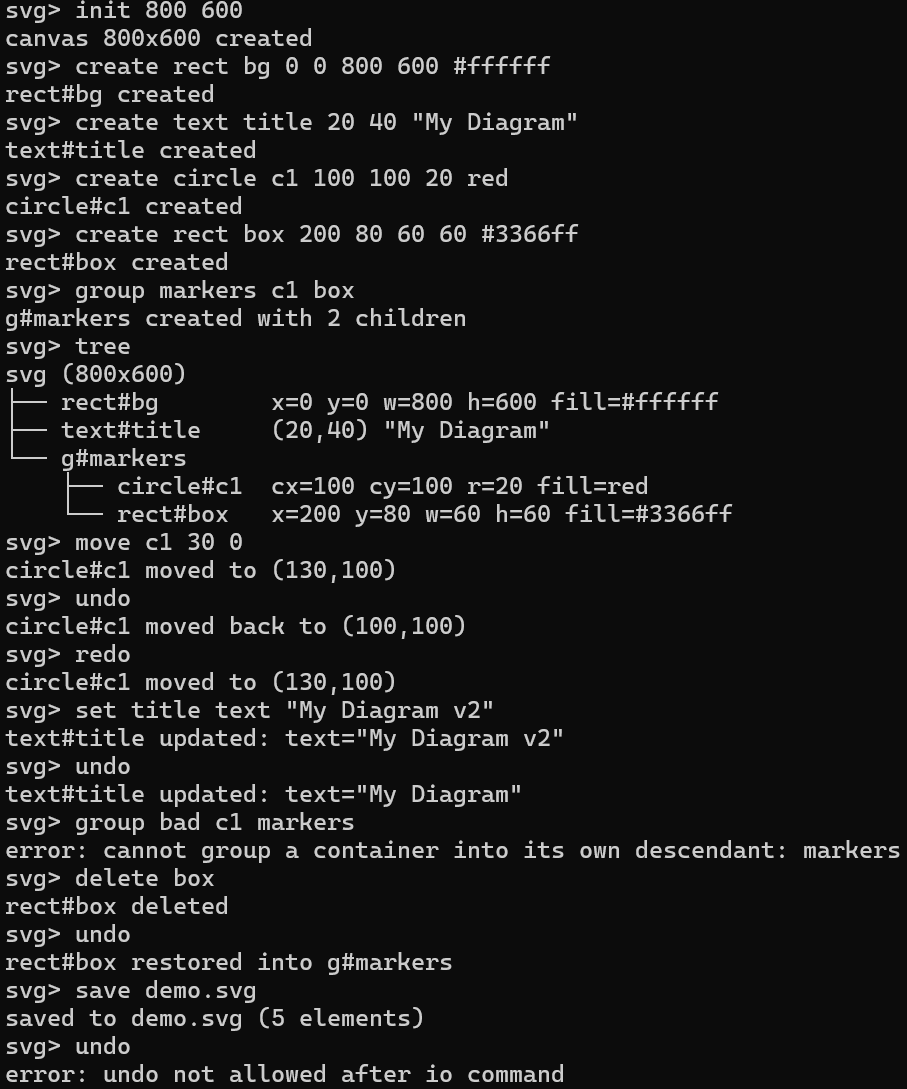 svg> init 800 600
canvas 800x600 created
svg> create rect bg 0 0 800 600 #ffffff
rect#bg created
svg> create text title 20 40 "My Diagram"
text#title created
svg> create circle c1 100 100 20 red
circle#c1 created
svg> create rect box 200 80 60 60 #3366ff
rect#box created
svg> group markers c1 box
g#markers created with 2 children
svg> tree
svg (800x600)
├── rect#bg        x=0 y=0 w=800 h=600 fill=#ffffff
├── text#title     (20,40) "My Diagram"
└── g#markers
    ├── circle#c1  cx=100 cy=100 r=20 fill=red
    └── rect#box   x=200 y=80 w=60 h=60 fill=#3366ff
svg> move c1 30 0
circle#c1 moved to (130,100)
svg> undo
circle#c1 moved back to (100,100)
svg> redo
circle#c1 moved to (130,100)
svg> set title text "My Diagram v2"
text#title updated: text="My Diagram v2"
svg> undo
text#title updated: text="My Diagram"
svg> group bad c1 markers
error: cannot group a container into its own descendant: markers
svg> delete box
rect#box deleted
svg> undo
rect#box restored into g#markers
svg> save demo.svg
saved to demo.svg (5 elements)
svg> undo
error: undo not allowed after io command